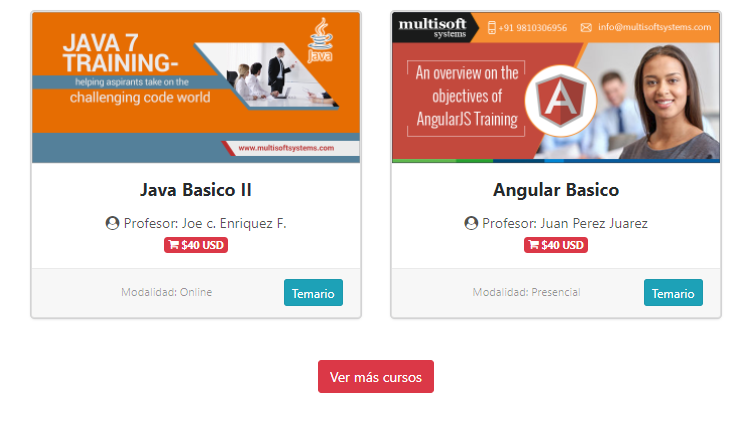 JAVA 7
TRAINING-
helping aspirants take on the
challenging code world
Java
www.multisoftsystems.com
Java Basico II
Profesor: Joe c. Enriquez F.
$40 USD
Modalidad: Online
Temario
multisoft
systems
+91 9810306956
info@multisoftsystems.com
An overview on the
objectives of
AngularJS Training
A
Angular Basico
Profesor: Juan Perez Juarez
$40 USD
Modalidad: Presencial
Temario
Ver más cursos